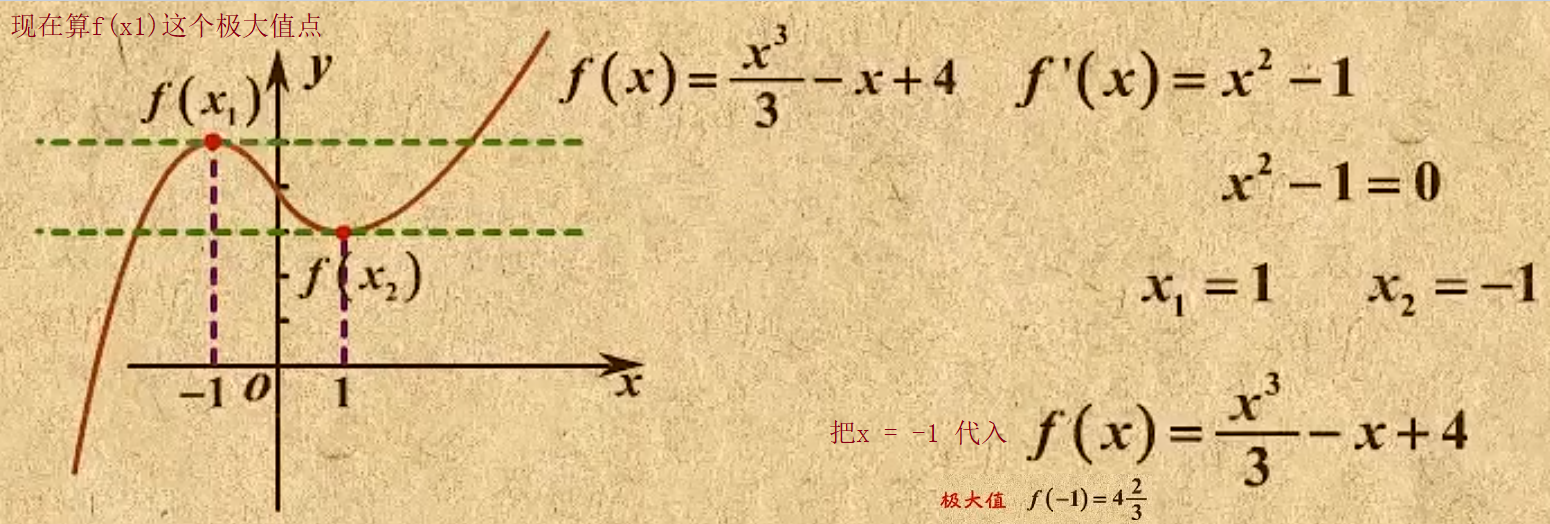 现在算f(x1)这个极大值点
y
f(x₁)
f(x) = x³/3 − x + 4
f'(x) = x² − 1
x² − 1 = 0
f(x₂)
x₁ = 1
x₂ = −1
−1 o 1 x
把x = -1 代入 f(x) = x³/3 − x + 4
极大值 f(−1) = 4 2/3